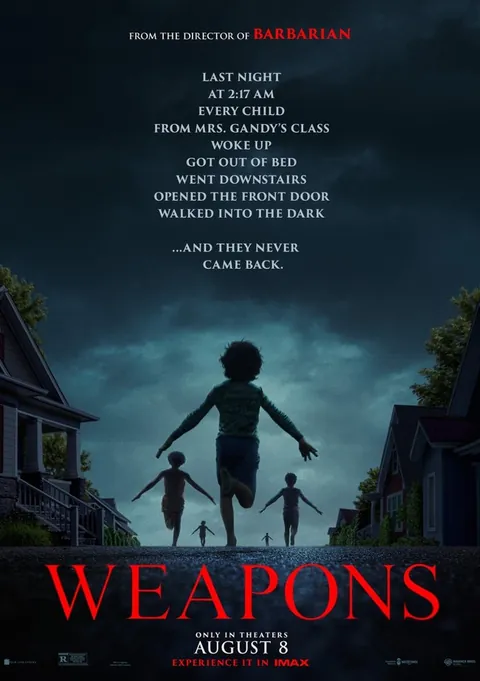 FROM THE DIRECTOR OF BARBARIAN
LAST NIGHT
AT 2:17 AM
EVERY CHILD
FROM MRS. GANDY'S CLASS
WOKE UP
GOT OUT OF BED
WENT DOWNSTAIRS
OPENED THE FRONT DOOR
WALKED INTO THE DARK
...AND THEY NEVER
CAME BACK.
WEAPONS
ONLY IN THEATERS
AUGUST 8
EXPERIENCE IT IN IMAX
R